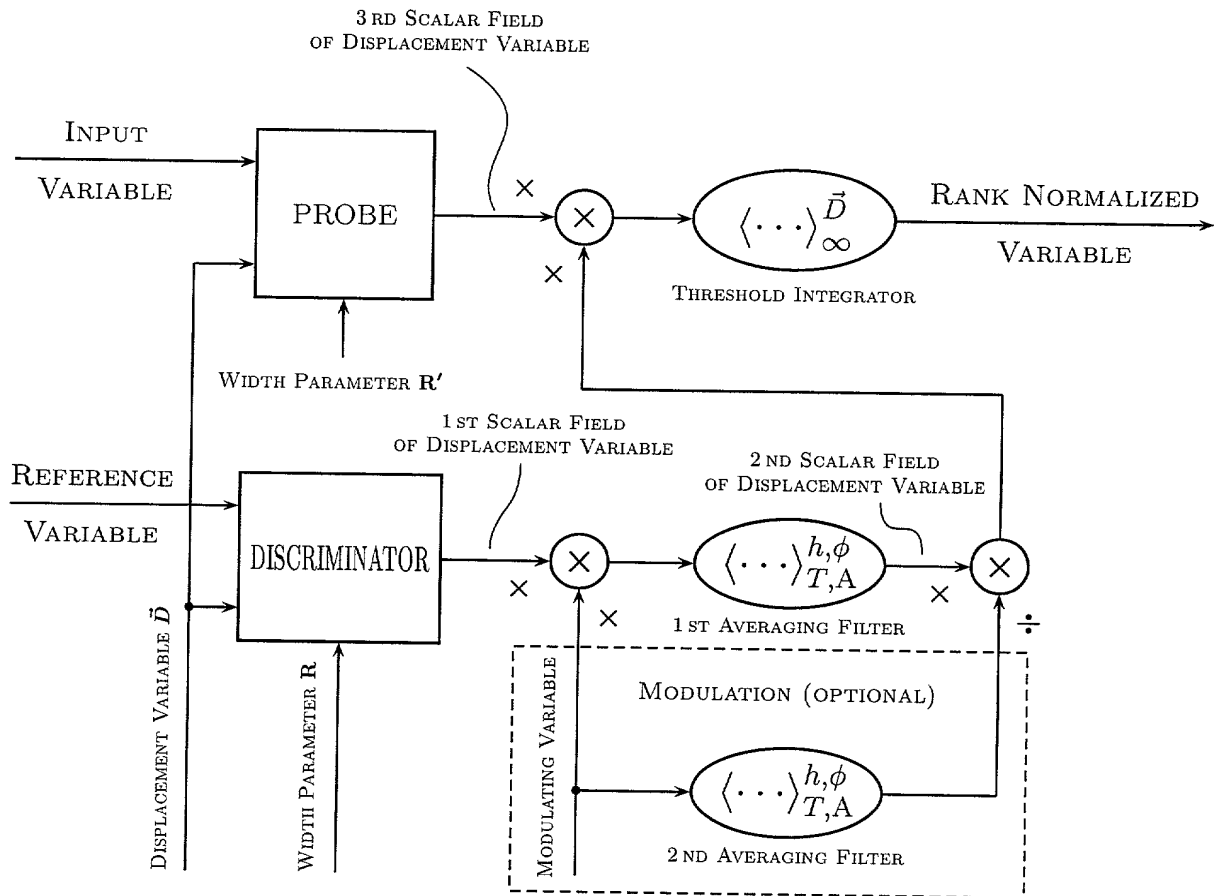 3 RD SCALAR FIELD
OF DISPLACEMENT VARIABLE
INPUT
VARIABLE
PROBE
×
×
×
⟨· · ·⟩ D⃗ ∞
THRESHOLD INTEGRATOR
RANK NORMALIZED
VARIABLE
WIDTH PARAMETER R′
1 ST SCALAR FIELD
OF DISPLACEMENT VARIABLE
REFERENCE
VARIABLE
DISCRIMINATOR
2 ND SCALAR FIELD
OF DISPLACEMENT VARIABLE
×
×
×
⟨· · ·⟩ h,ϕ T,A
1 ST AVERAGING FILTER
×
×
÷
DISPLACEMENT VARIABLE D⃗
WIDTH PARAMETER R
MODULATING VARIABLE
MODULATION (OPTIONAL)
⟨· · ·⟩ h,ϕ T,A
2 ND AVERAGING FILTER